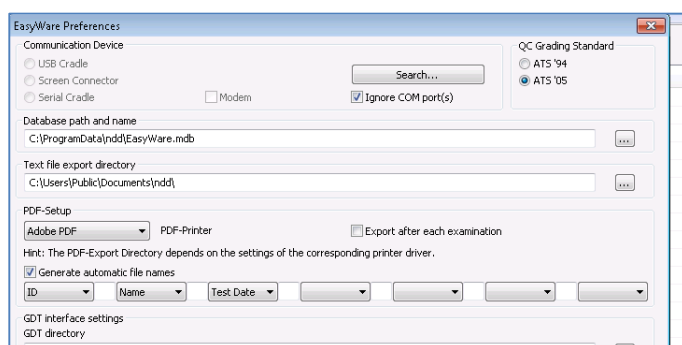 EasyWare Preferences
Communication Device
QC Grading Standard
USB Cradle
ATS '94
Screen Connector
Search...
ATS '05
Serial Cradle
Modem
Ignore COM port(s)
Database path and name
C:\ProgramData\ndd\EasyWare.mdb
...
Text file export directory
C:\Users\Public\Documents\ndd\
...
PDF-Setup
Adobe PDF
PDF-Printer
Export after each examination
Hint: The PDF-Export Directory depends on the settings of the corresponding printer driver.
Generate automatic file names
ID
Name
Test Date
GDT interface settings
GDT directory